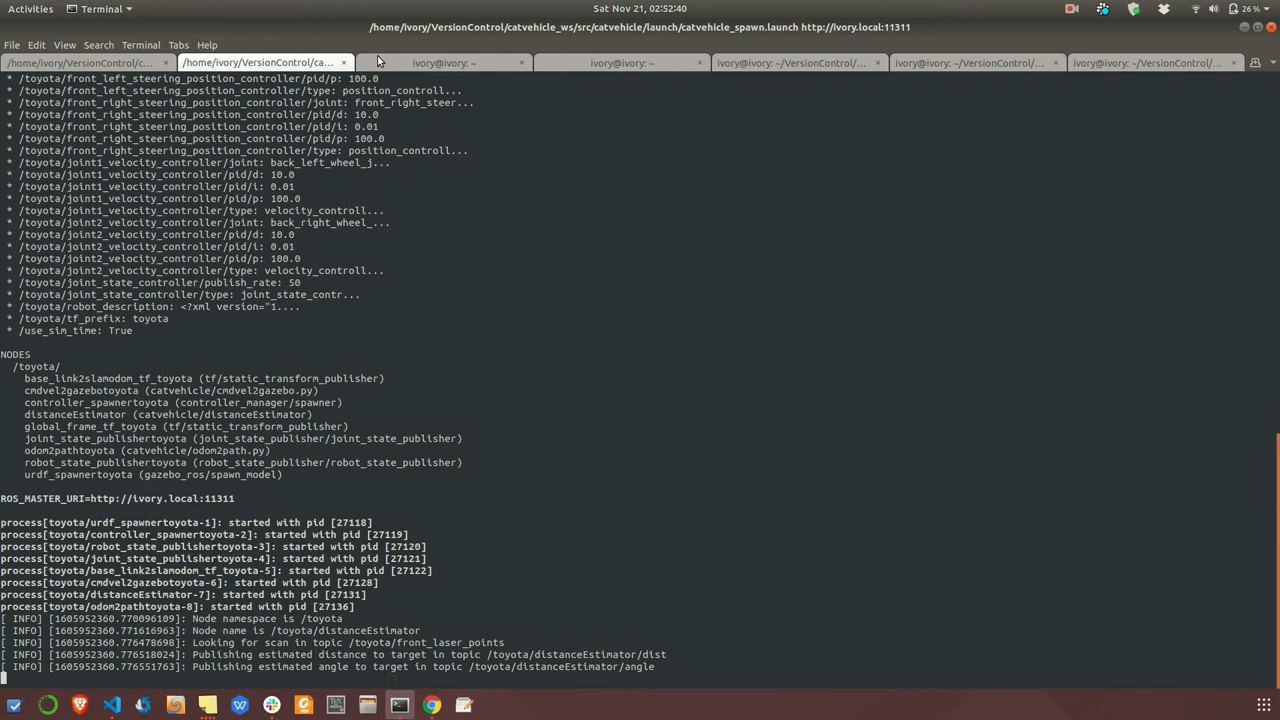 Activities
Terminal
Sat Nov 21, 02:52:40
26%
/home/ivory/VersionControl/catvehicle_ws/src/catvehicle/launch/catvehicle_spawn.launch http://ivory.local:11311
File Edit View Search Terminal Tabs Help
/home/ivory/VersionControl/c... × /home/ivory/VersionControl/ca... × ivory@ivory: ~ × ivory@ivory: ~ × ivory@ivory: ~/VersionControl/... × ivory@ivory: ~/VersionControl/... × ivory@ivory: ~/VersionControl/... ×
* /toyota/front_left_steering_position_controller/pid/p: 100.0
* /toyota/front_left_steering_position_controller/type: position_controll...
* /toyota/front_right_steering_position_controller/joint: front_right_steer...
* /toyota/front_right_steering_position_controller/pid/d: 10.0
* /toyota/front_right_steering_position_controller/pid/i: 0.01
* /toyota/front_right_steering_position_controller/pid/p: 100.0
* /toyota/front_right_steering_position_controller/type: position_controll...
* /toyota/joint1_velocity_controller/joint: back_left_wheel_j...
* /toyota/joint1_velocity_controller/pid/d: 10.0
* /toyota/joint1_velocity_controller/pid/i: 0.01
* /toyota/joint1_velocity_controller/pid/p: 100.0
* /toyota/joint1_velocity_controller/type: velocity_controll...
* /toyota/joint2_velocity_controller/joint: back_right_wheel_...
* /toyota/joint2_velocity_controller/pid/d: 10.0
* /toyota/joint2_velocity_controller/pid/i: 0.01
* /toyota/joint2_velocity_controller/pid/p: 100.0
* /toyota/joint2_velocity_controller/type: velocity_controll...
* /toyota/joint_state_controller/publish_rate: 50
* /toyota/joint_state_controller/type: joint_state_contr...
* /toyota/robot_description: <?xml version="1....
* /toyota/tf_prefix: toyota
* /use_sim_time: True
NODES
/toyota/
base_link2slamodom_tf_toyota (tf/static_transform_publisher)
cmdvel2gazebotoyota (catvehicle/cmdvel2gazebo.py)
controller_spawnertoyota (controller_manager/spawner)
distanceEstimator (catvehicle/distanceEstimator)
global_frame_tf_toyota (tf/static_transform_publisher)
joint_state_publishertoyota (joint_state_publisher/joint_state_publisher)
odom2pathtoyota (catvehicle/odom2path.py)
robot_state_publishertoyota (robot_state_publisher/robot_state_publisher)
urdf_spawnertoyota (gazebo_ros/spawn_model)
ROS_MASTER_URI=http://ivory.local:11311
process[toyota/urdf_spawnertoyota-1]: started with pid [27118]
process[toyota/controller_spawnertoyota-2]: started with pid [27119]
process[toyota/robot_state_publishertoyota-3]: started with pid [27120]
process[toyota/joint_state_publishertoyota-4]: started with pid [27121]
process[toyota/base_link2slamodom_tf_toyota-5]: started with pid [27122]
process[toyota/cmdvel2gazebotoyota-6]: started with pid [27128]
process[toyota/distanceEstimator-7]: started with pid [27131]
process[toyota/odom2pathtoyota-8]: started with pid [27136]
[ INFO] [1605952360.770096109]: Node namespace is /toyota
[ INFO] [1605952360.771616963]: Node name is /toyota/distanceEstimator
[ INFO] [1605952360.776478698]: Looking for scan in topic /toyota/front_laser_points
[ INFO] [1605952360.776518024]: Publishing estimated distance to target in topic /toyota/distanceEstimator/dist
[ INFO] [1605952360.776551763]: Publishing estimated angle to target in topic /toyota/distanceEstimator/angle